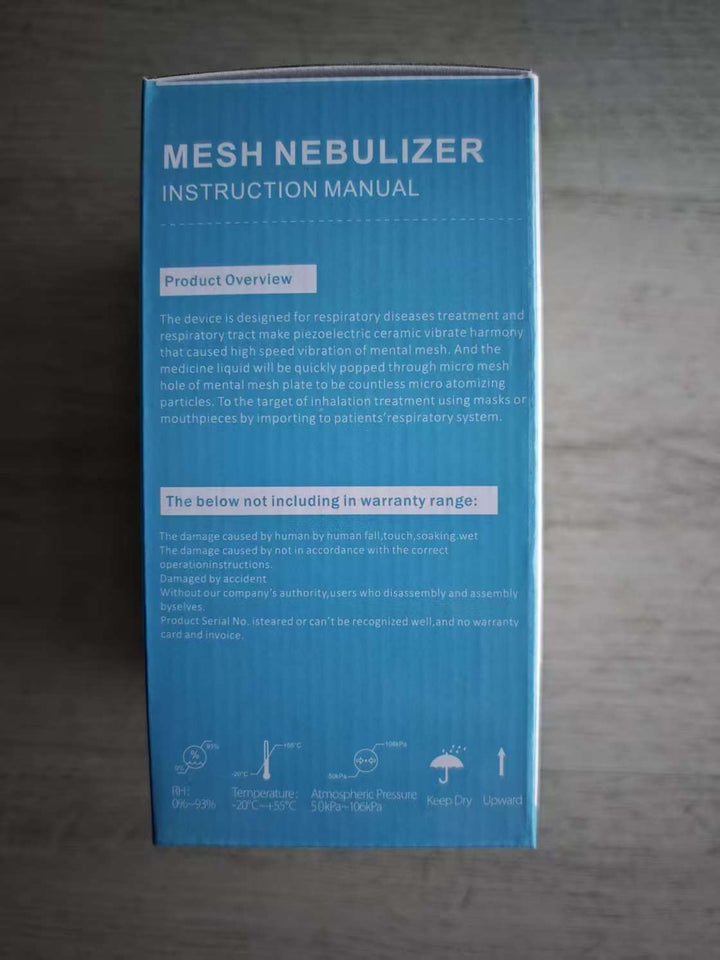 MESH NEBULIZER
INSTRUCTION MANUAL
Product Overview
The device is designed for respiratory diseases treatment and
respiratory tract make piezoelectric ceramic vibrate harmony
that caused high speed vibration of mental mesh. And the
medicine liquid will be quickly popped through micro mesh
hole of mental mesh plate to be countless micro atomizing
particles. To the target of inhalation treatment using masks or
mouthpieces by importing to patients'respiratory system.
The below not including in warranty range:
The damage caused by human by human fall,touch,soaking.wet
The damage caused by not in accordance with the correct
operationinstructions.
Damaged by accident
Without our company's authority,users who disassembly and assembly
byselves.
Product Serial No. isteared or can't be recognized well,and no warranty
card and invoice.
93%
%
0%
+55°C
-20°C
106kPa
50kPa
RH:
0%~93%
Temperature:
-20°C~+55°C
Atmospheric Pressure
50kPa~106kPa
Keep Dry
Upward